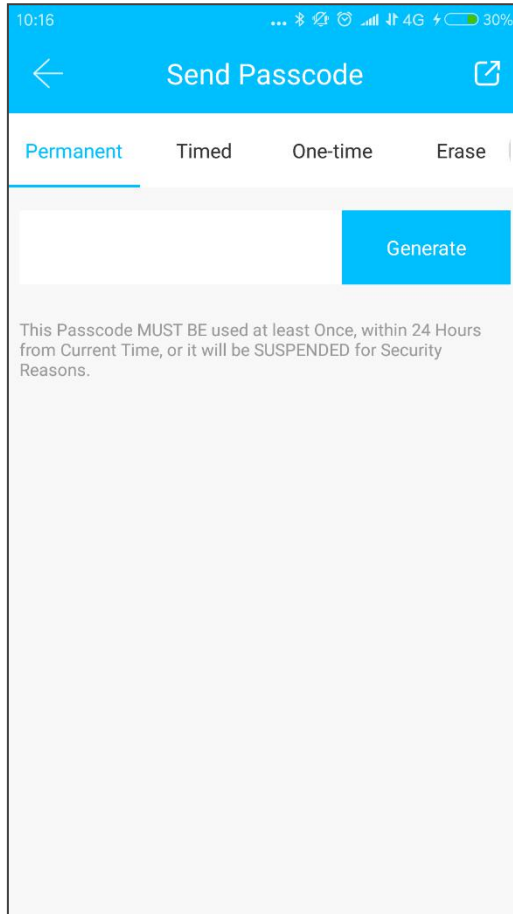 10:16 ... 4G 30%
Send Passcode
Permanent Timed One-time Erase
Generate
This Passcode MUST BE used at least Once, within 24 Hours
from Current Time, or it will be SUSPENDED for Security
Reasons.